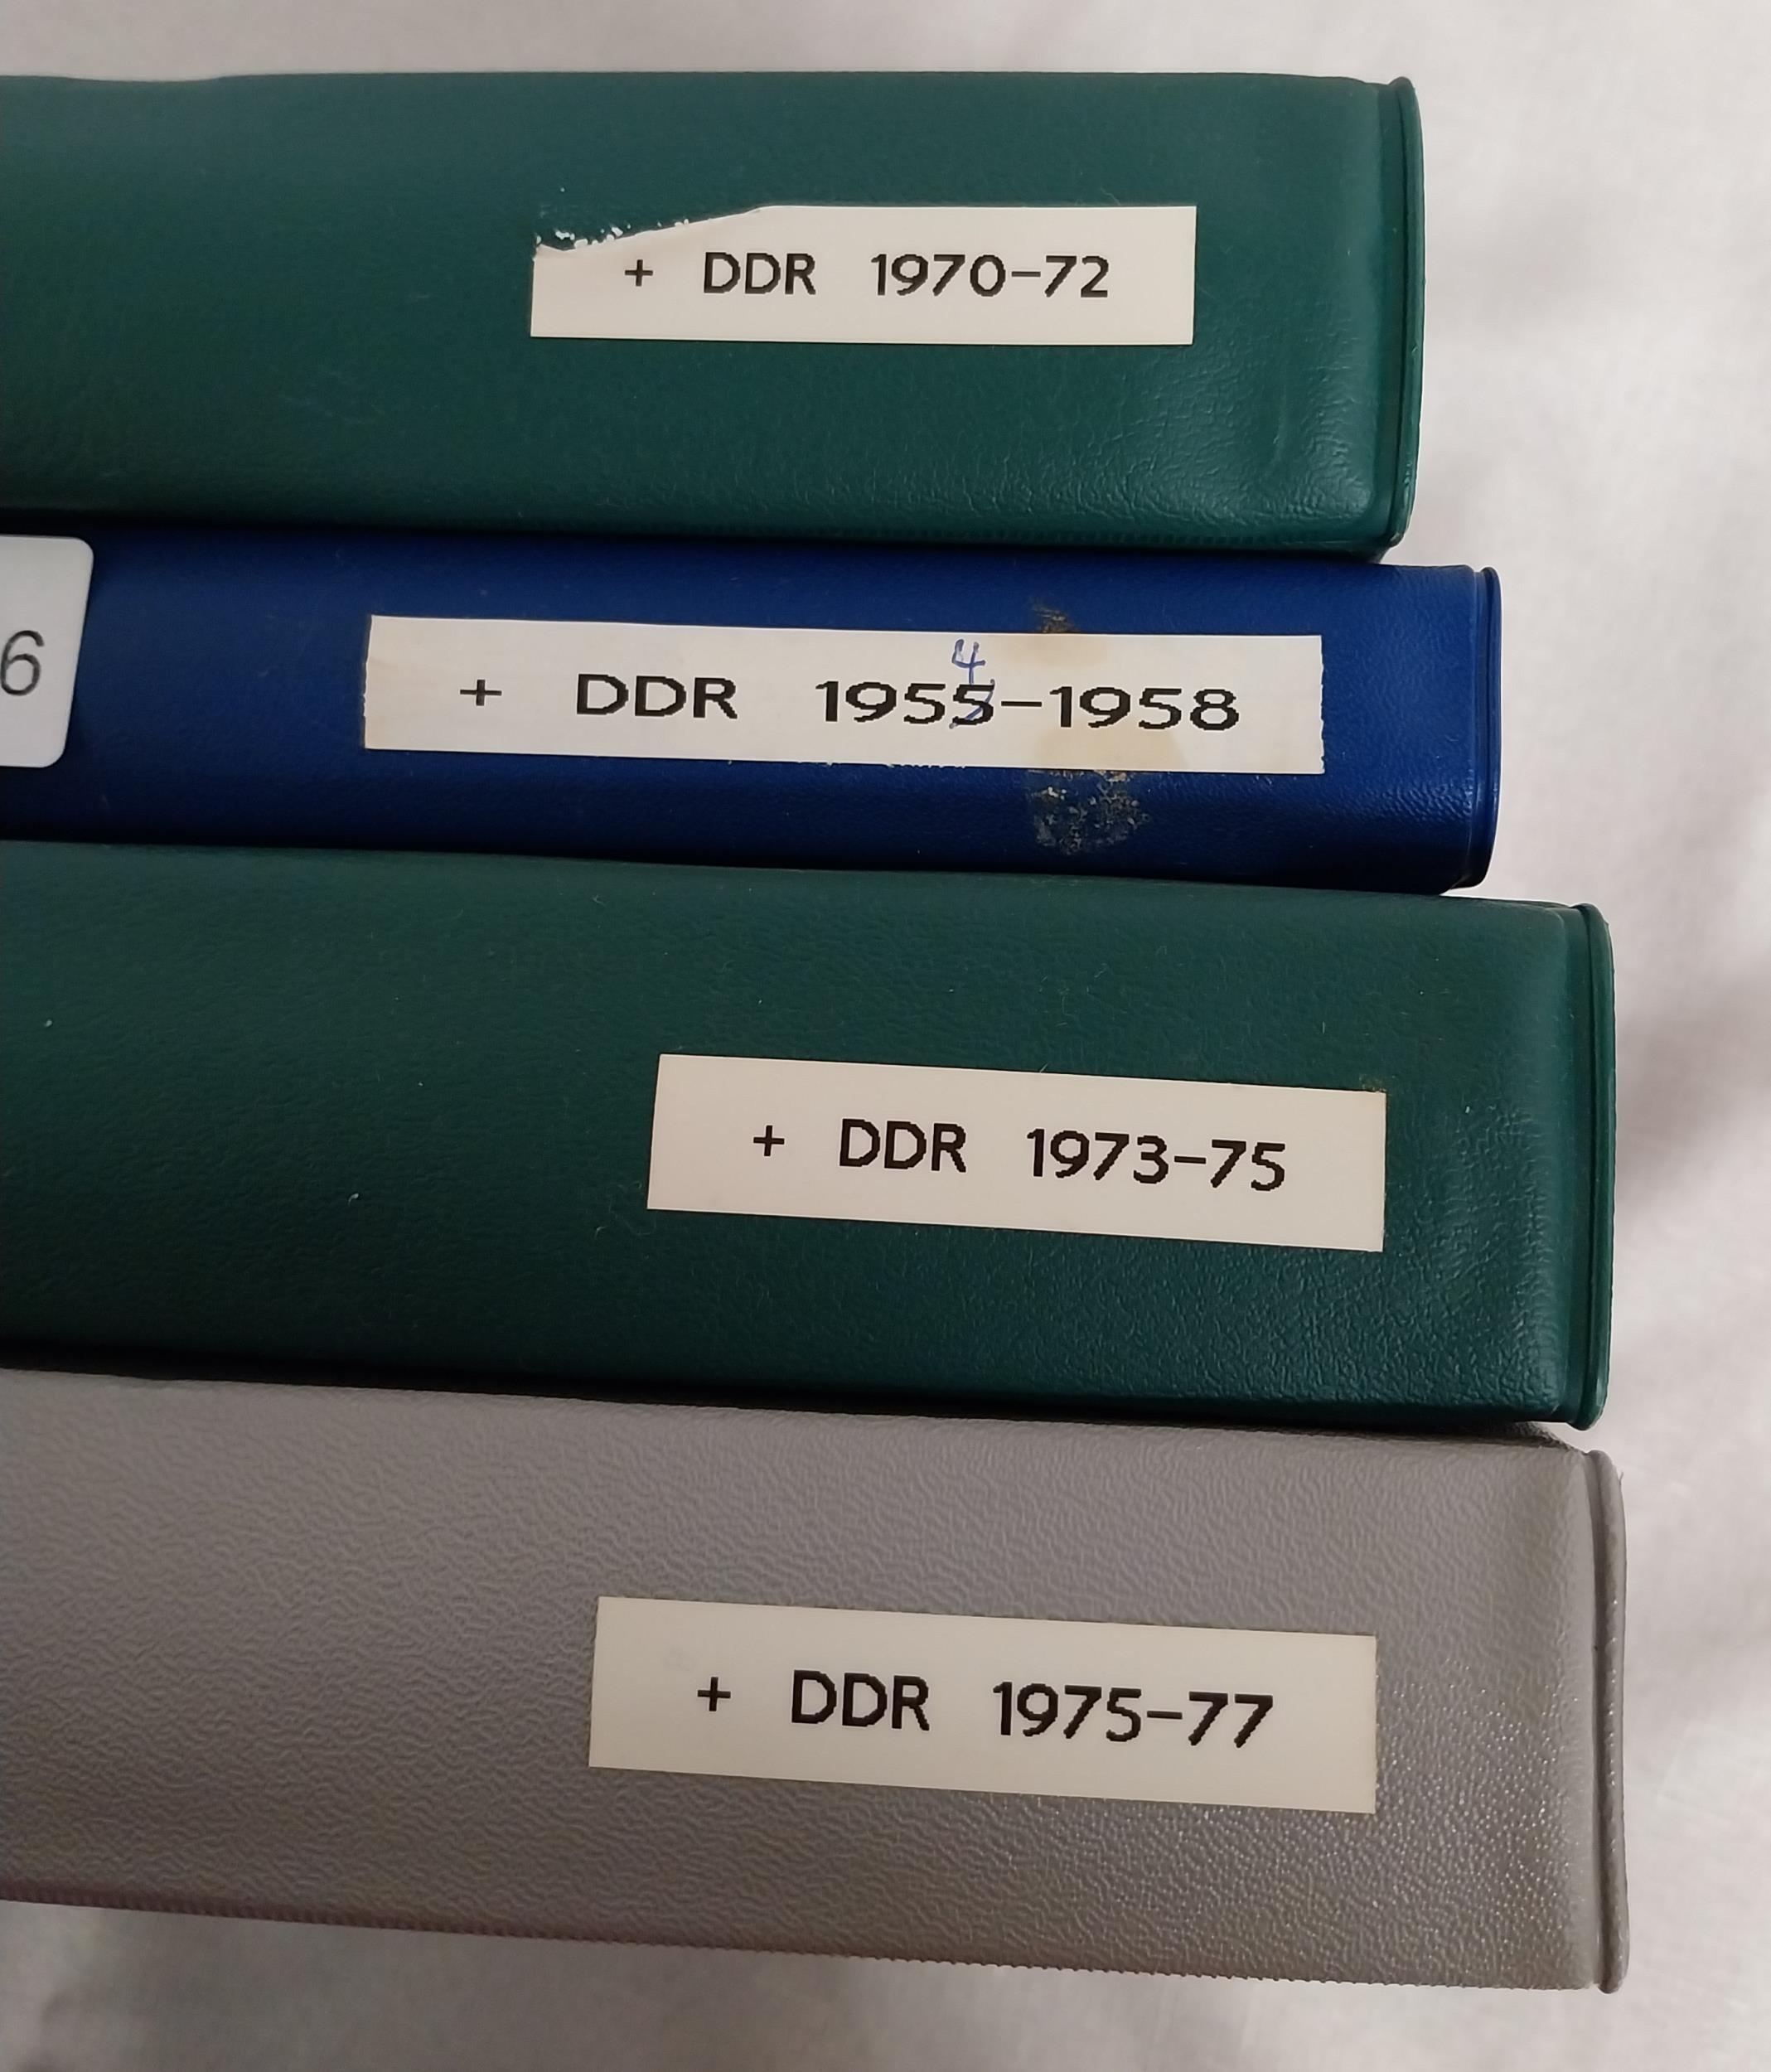 + DDR 1970-72
6
4
+ DDR 1955-1958
+ DDR 1973-75
+ DDR 1975-77